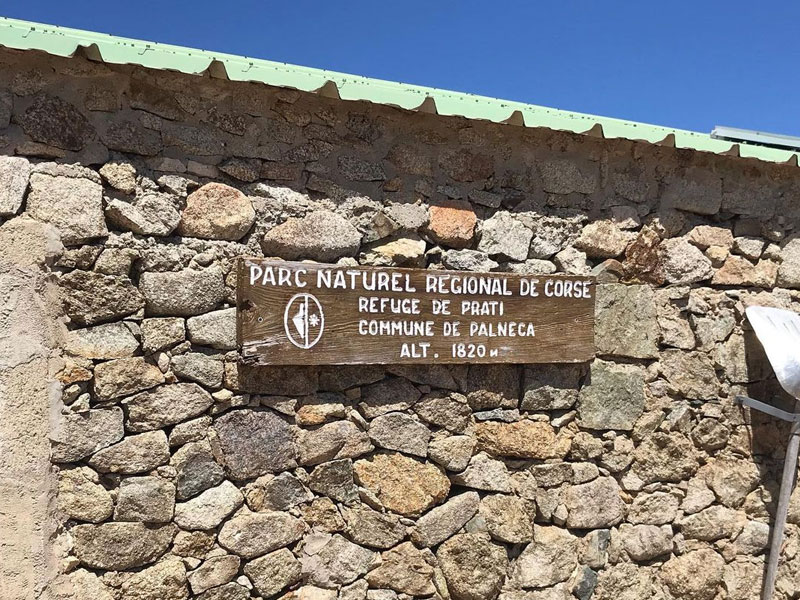 PARC NATUREL REGIONAL DE CORSE
REFUGE DE PRATI
COMMUNE DE PALNECA
ALT. 1820 M